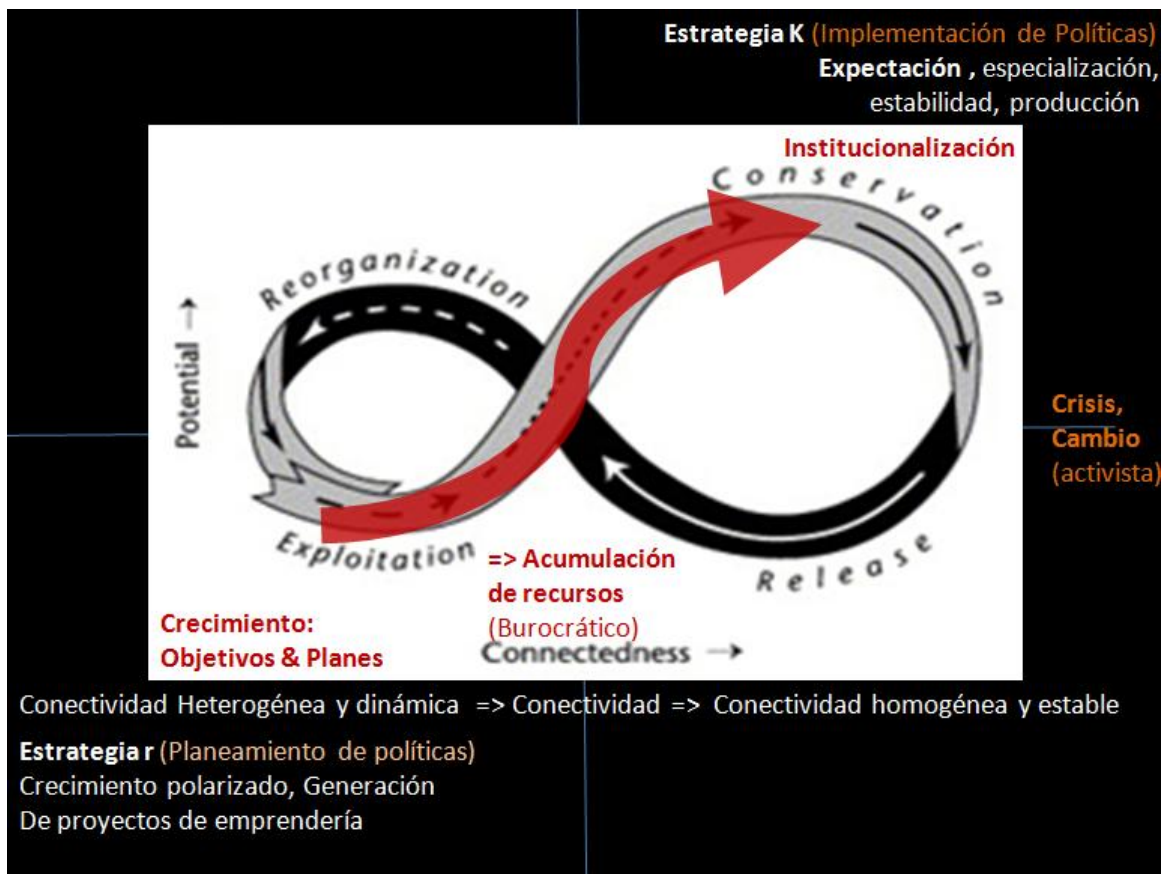 Estrategia K (Implementación de Políticas)
Expectación , especialización,
estabilidad, producción
Institucionalización
Conservation
Reorganization
Potential →
Crisis,
Cambio
(activista)
Exploitation
Release
=> Acumulación
de recursos
(Burocrático)
Crecimiento:
Objetivos & Planes
Connectedness →
Conectividad Heterogénea y dinámica => Conectividad => Conectividad homogénea y estable
Estrategia r (Planeamiento de políticas)
Crecimiento polarizado, Generación
De proyectos de emprendería